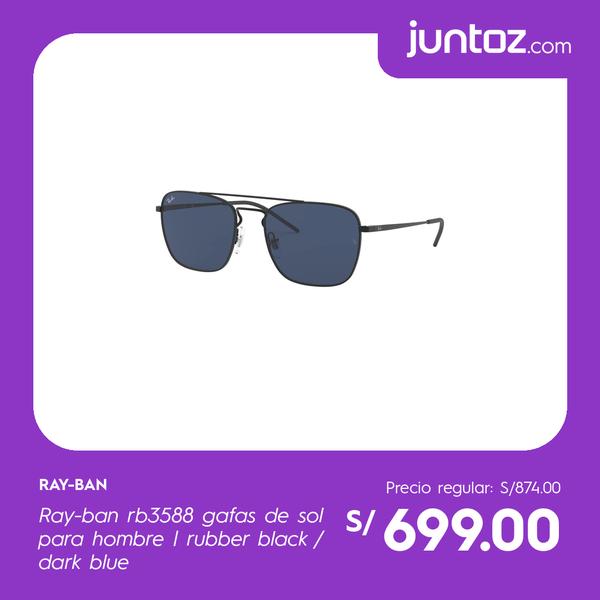 juntoz.com
RAY-BAN
Ray-ban rb3588 gafas de sol
para hombre | rubber black /
dark blue
Precio regular: S/874.00
S/ 699.00